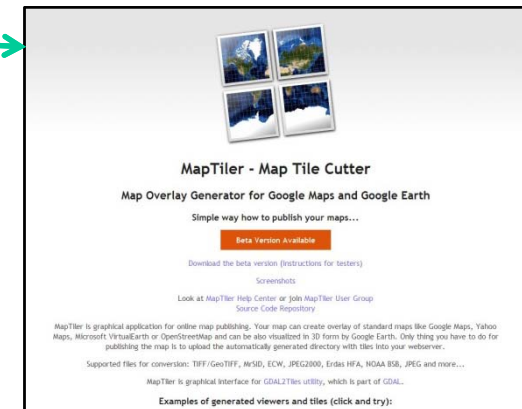 MapTiler - Map Tile Cutter
Map Overlay Generator for Google Maps and Google Earth
Simple way how to publish your maps...
Beta Version Available
Download the beta version (Instructions for testers)
Screenshots
Look at MapTiler Help Center or join MapTiler User Group
Source Code Repository
MapTiler is graphical application for online map publishing. Your map can create overlay of standard maps like Google Maps, Yahoo
Maps, Microsoft VirtualEarth or OpenStreetMap and can be also visualized in 3D form by Google Earth. Only thing you have to do for
publishing the map is to upload the automatically generated directory with tiles into your webserver.
Supported files for conversion: TIFF/GeoTIFF, MrSID, ECW, JPEG2000, Erdas HFA, NOAA BSB, JPEG and more...
MapTiler is graphical interface for GDAL2Tiles utility, which is part of GDAL.
Examples of generated viewers and tiles (click and try):